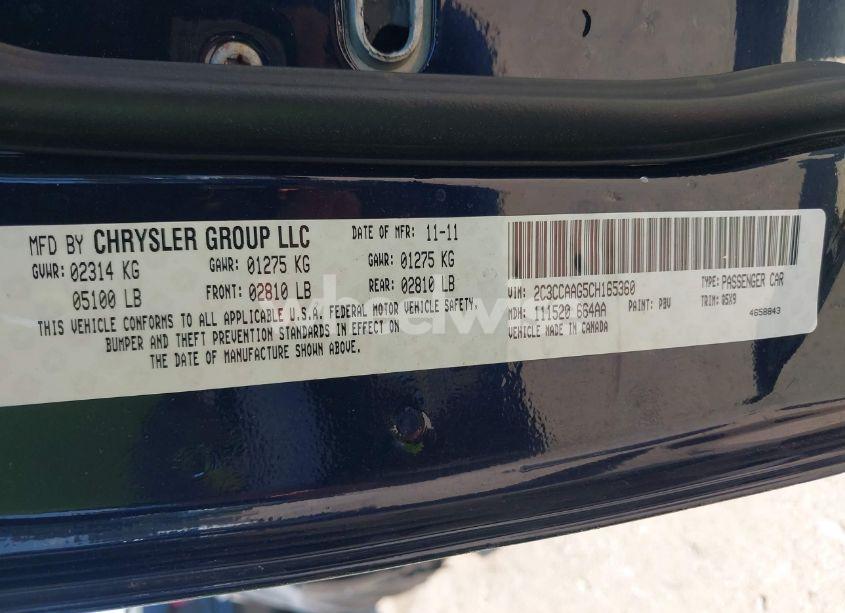 MFD BY CHRYSLER GROUP LLC DATE OF MFR: 11-11
GVWR: 02314 KG GAWR: 01275 KG GAWR: 01275 KG
05100 LB FRONT: 02810 LB REAR: 02810 LB
THIS VEHICLE CONFORMS TO ALL APPLICABLE U.S.A. FEDERAL MOTOR VEHICLE SAFETY,
BUMPER AND THEFT PREVENTION STANDARDS IN EFFECT ON
THE DATE OF MANUFACTURE SHOWN ABOVE.
VIN: 2C3CCAAG5CH165360 TYPE: PASSENGER CAR
MDH: 111520 664AA PAINT: PBV TRIM: Q5X9
VEHICLE MADE IN CANADA 4658843